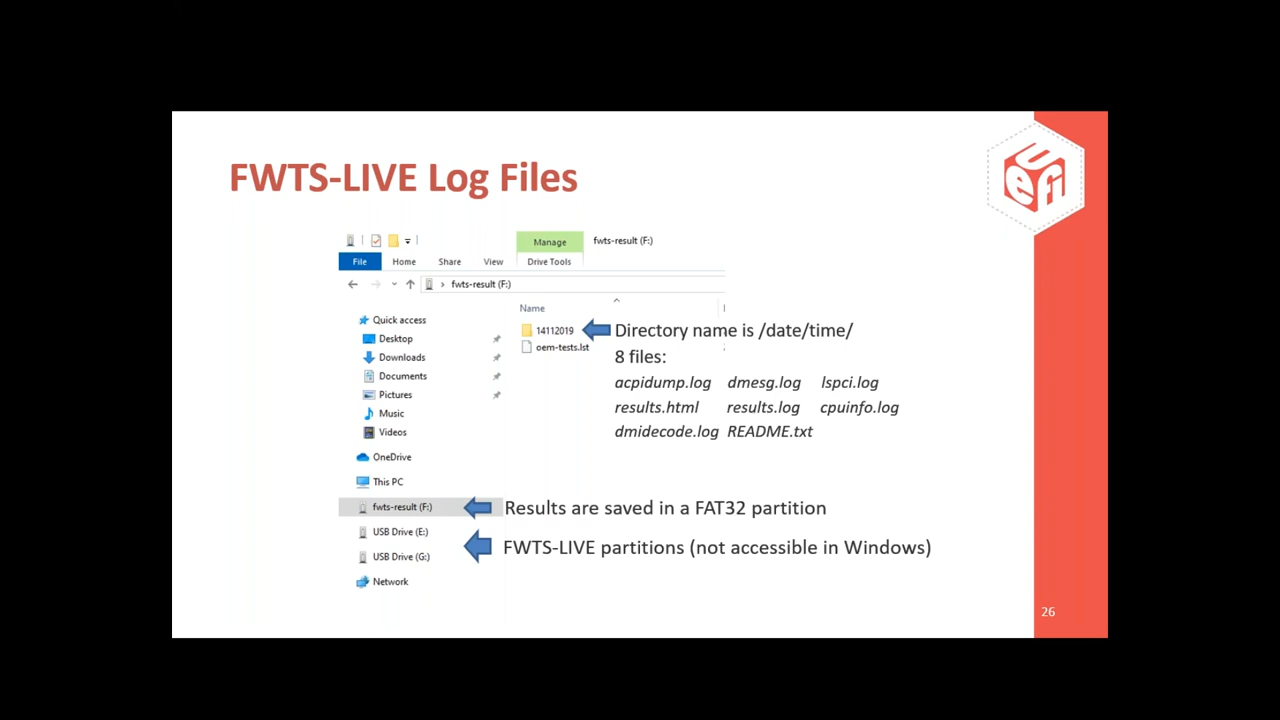 FWTS-LIVE Log Files
uefi
Manage
fwts-result (F:)
File
Home
Share
View
Drive Tools
fwts-result (F:)
Name
Quick access
Desktop
Downloads
Documents
Pictures
Music
Videos
OneDrive
This PC
fwts-result (F:)
USB Drive (E:)
USB Drive (G:)
Network
14112019
oem-tests.lst
Directory name is /date/time/
8 files:
acpidump.log dmesg.log lspci.log
results.html results.log cpuinfo.log
dmidecode.log README.txt
Results are saved in a FAT32 partition
FWTS-LIVE partitions (not accessible in Windows)
26